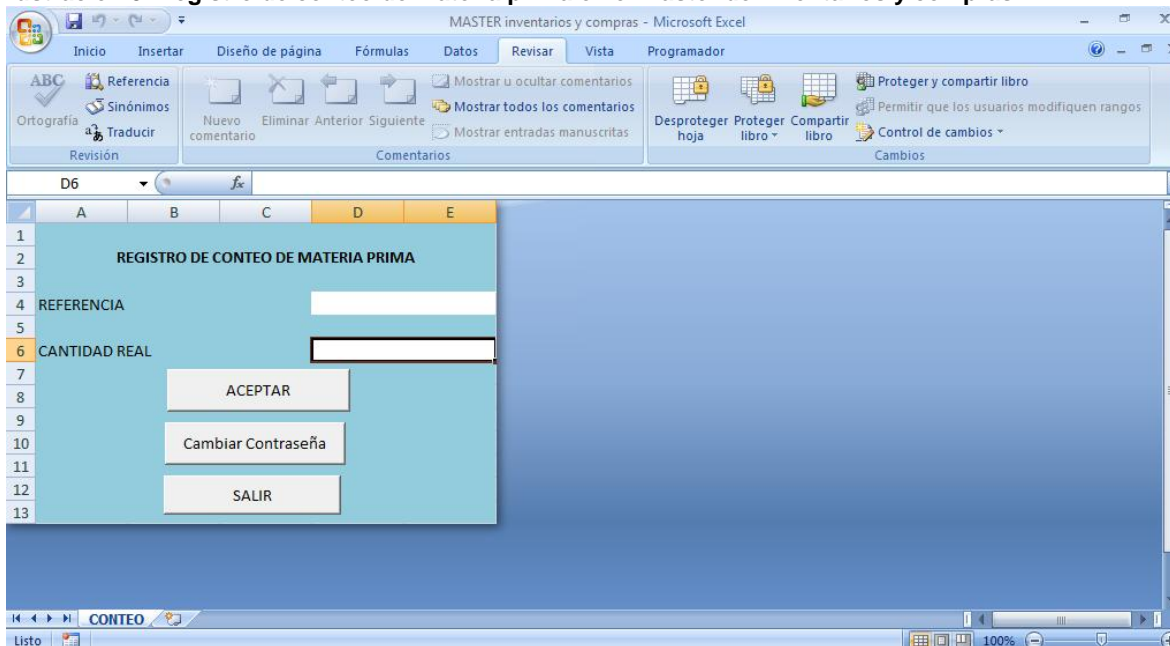 MASTER inventarios y compras - Microsoft Excel
Inicio Insertar Diseño de página Fórmulas Datos Revisar Vista Programador
ABC Referencia
Sinónimos
Ortografía
Traducir
Revisión
Nuevo comentario
Eliminar Anterior Siguiente
Mostrar u ocultar comentarios
Mostrar todos los comentarios
Mostrar entradas manuscritas
Comentarios
Desproteger hoja
Proteger libro
Compartir libro
Proteger y compartir libro
Permitir que los usuarios modifiquen rangos
Control de cambios
Cambios
D6 fx
A B C D E
1
2 REGISTRO DE CONTEO DE MATERIA PRIMA
3
4 REFERENCIA
5
6 CANTIDAD REAL
7
8 ACEPTAR
9
10 Cambiar Contraseña
11
12 SALIR
13
CONTEO
Listo 100%